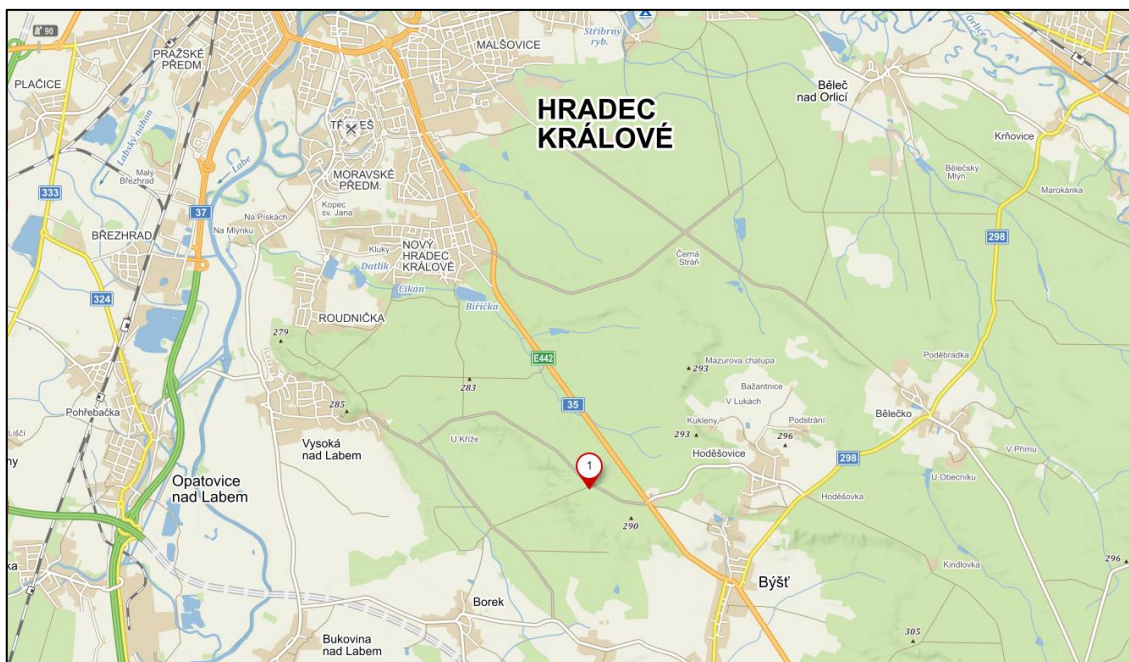 90
PRAŽSKÉ
PŘEDM.
PLAČICE
MALŠOVICE
Stříbrný
ryb.
Orlice
HRADEC
KRÁLOVÉ
Běleč
nad Orlicí
Krňovice
Labský náhon
Labe
MORAVSKÉ
PŘEDM.
Malý
Březhrad
Bělečský
Mlýn
Marokánka
333
37
Na Pískách
Kopec
sv. Jana
Na Mlýnku
BŘEZHRAD
298
Kluky
NOVÝ
HRADEC
KRÁLOVÉ
Datlík
Černá
Stráň
Cikán
Biřička
324
ROUDNIČKA
279
E442
283
293
Mazurova chalupa
Poděbradka
Bažantnice
V Lukách
35
285
Pohřebačka
Kukleny
Podstrání
Bělečko
Vysoká
nad Labem
U Kříže
293
296
Hoděšovice
V Přímu
298
1
Opatovice
nad Labem
U Obecníku
Hoděšovka
290
Kindlovka
296
Býšť
Borek
305
Bukovina
nad Labem